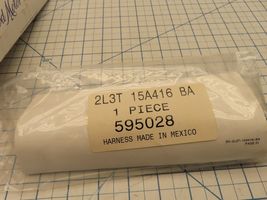 2L3T 15A416 BA
1 PIECE
595028
HARNESS MADE IN MEXICO